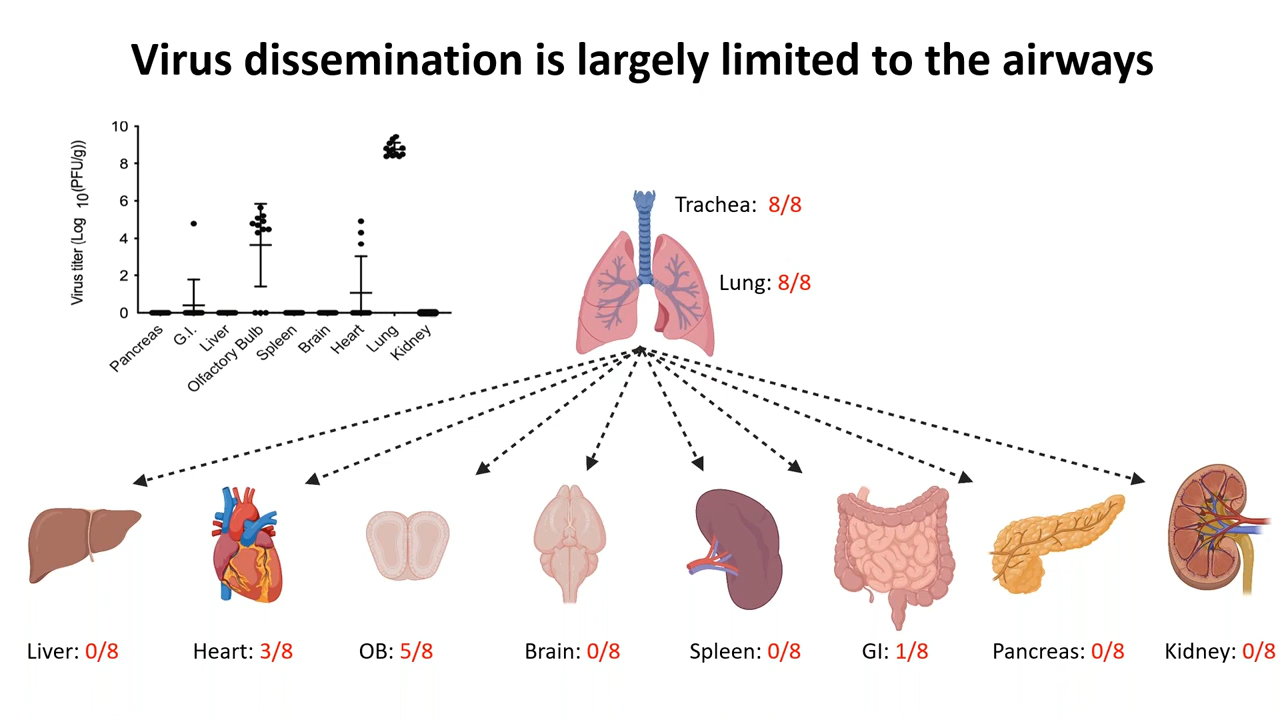 Virus dissemination is largely limited to the airways
Virus titer (Log 10(PFU/g))
10
8
6
4
2
0
Pancreas
G.I.
Liver
Olfactory Bulb
Spleen
Brain
Heart
Lung
Kidney
Trachea: 8/8
Lung: 8/8
Liver: 0/8
Heart: 3/8
OB: 5/8
Brain: 0/8
Spleen: 0/8
GI: 1/8
Pancreas: 0/8
Kidney: 0/8